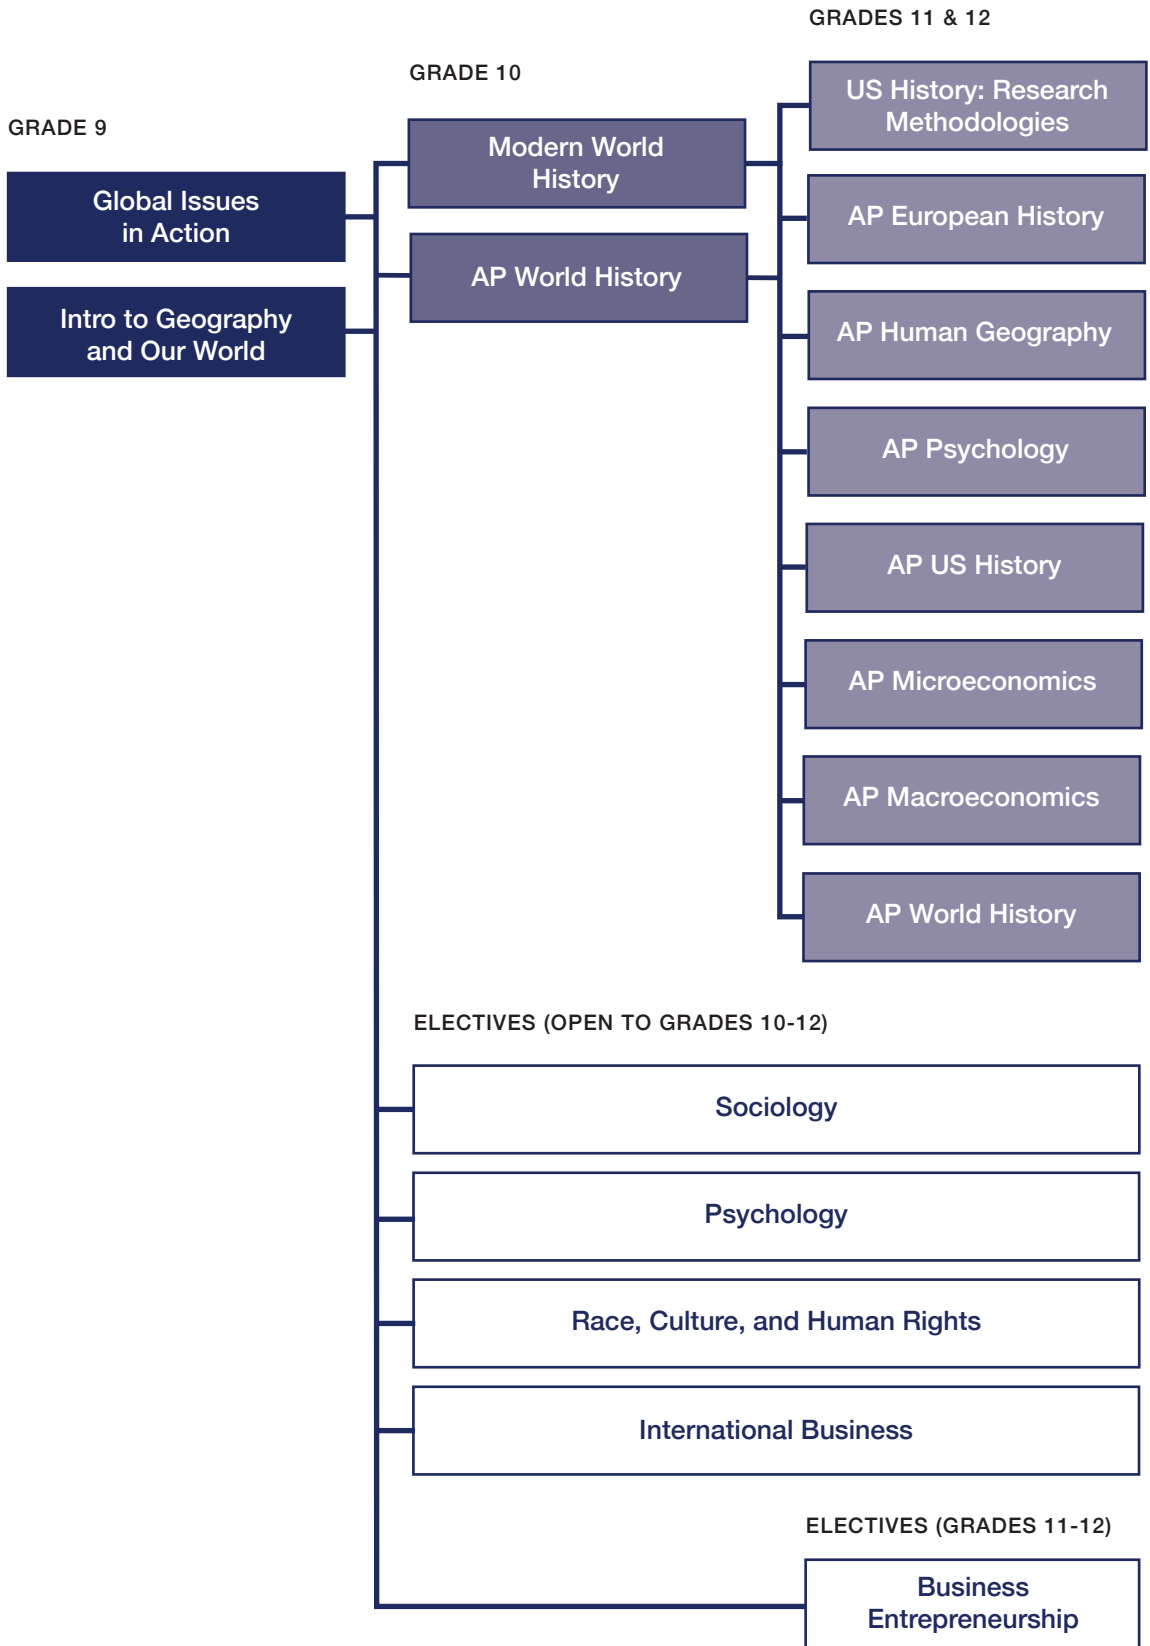 GRADE 9
Global Issues
in Action
Intro to Geography
and Our World
GRADE 10
Modern World
History
AP World History
GRADES 11 & 12
US History: Research
Methodologies
AP European History
AP Human Geography
AP Psychology
AP US History
AP Microeconomics
AP Macroeconomics
AP World History
ELECTIVES (OPEN TO GRADES 10-12)
Sociology
Psychology
Race, Culture, and Human Rights
International Business
ELECTIVES (GRADES 11-12)
Business
Entrepreneurship